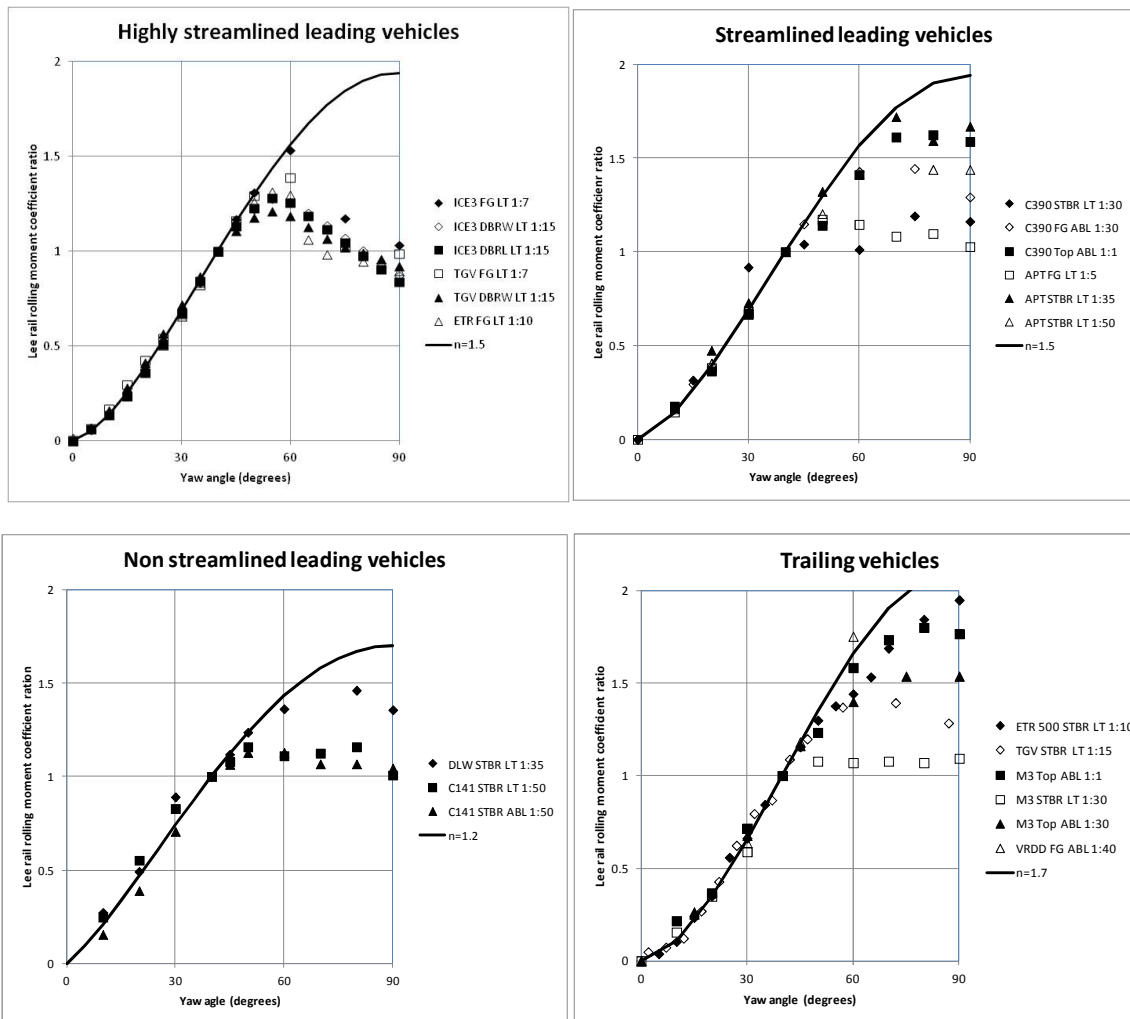 Highly streamlined leading vehicles
Lee rail rolling moment coefficient ratio
2
1.5
1
0.5
0
0
30
60
90
Yaw angle (degrees)
ICE3 FG LT 1:7
ICE3 DBRW LT 1:15
ICE3 DBRL LT 1:15
TGV FG LT 1:7
TGV DBRW LT 1:15
ETR FG LT 1:10
n=1.5
Streamlined leading vehicles
Lee rail rolling moment coefficienr ratio
2
1.5
1
0.5
0
0
30
60
90
Yaw angle (degrees)
C390 STBR LT 1:30
C390 FG ABL 1:30
C390 Top ABL 1:1
APT FG LT 1:5
APT STBR LT 1:35
APT STBR LT 1:50
n=1.5
Non streamlined leading vehicles
Lee rail rolling moment coefficient ration
2
1.5
1
0.5
0
0
30
60
90
Yaw agle (degrees)
DLW STBR LT 1:35
C141 STBR LT 1:50
C141 STBR ABL 1:50
n=1.2
Trailing vehicles
Lee rail rolling moment coeffident ratio
2
1.5
1
0.5
0
0
30
60
90
Yaw angle (degrees)
ETR 500 STBR LT 1:10
TGV STBR LT 1:15
M3 Top ABL 1:1
M3 STBR LT 1:30
M3 Top ABL 1:30
VRDD FG ABL 1:40
n=1.7